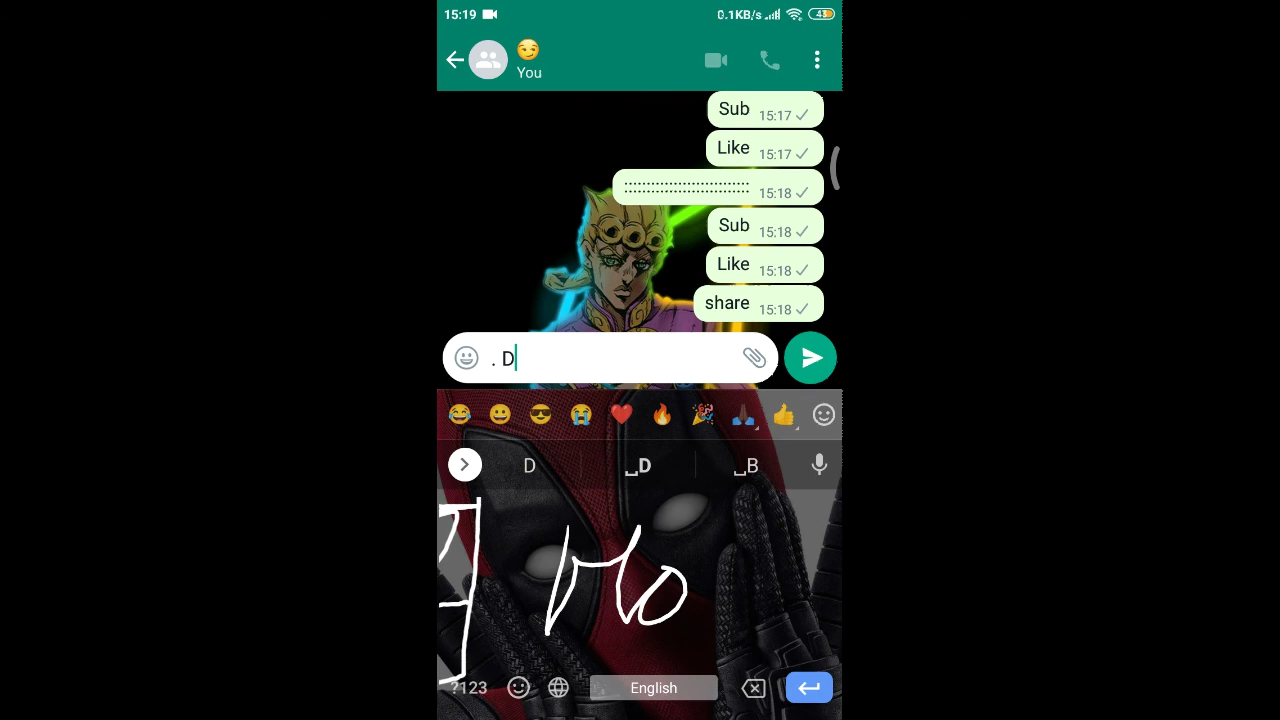 15:19 0.1KB/s 43
😏
You
Sub 15:17
Like 15:17
:::::::::::::::::::::::::::: 15:18
Sub 15:18
Like 15:18
share 15:18
. D
D ␣D ␣B
?123 English